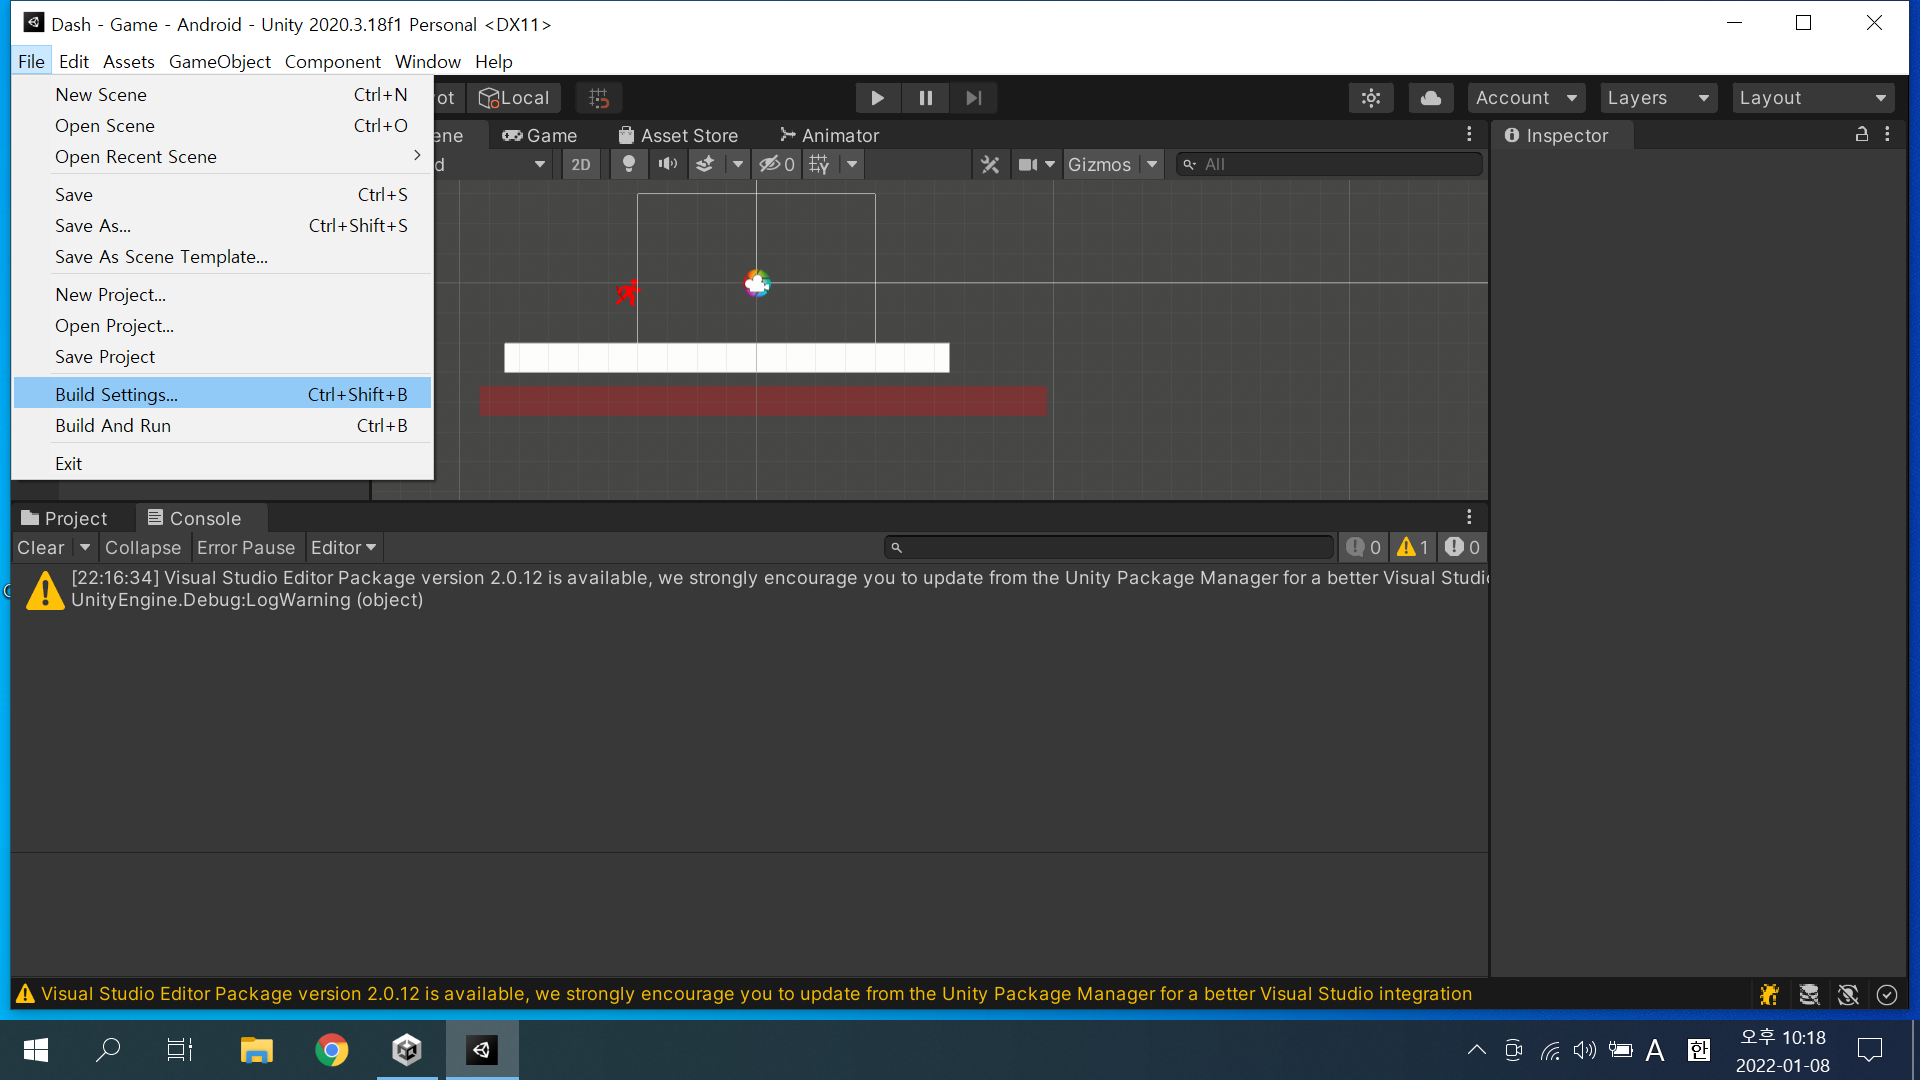 Dash - Game - Android - Unity 2020.3.18f1 Personal <DX11>
File Edit Assets GameObject Component Window Help
New Scene Ctrl+N
Open Scene Ctrl+O
Open Recent Scene
Save Ctrl+S
Save As... Ctrl+Shift+S
Save As Scene Template...
New Project...
Open Project...
Save Project
Build Settings... Ctrl+Shift+B
Build And Run Ctrl+B
Exit
ot Local Account Layers Layout
ene Game Asset Store Animator
d 2D 0 Gizmos All
Inspector
Project Console
Clear Collapse Error Pause Editor 0 1 0
[22:16:34] Visual Studio Editor Package version 2.0.12 is available, we strongly encourage you to update from the Unity Package Manager for a better Visual Studi
UnityEngine.Debug:LogWarning (object)
Visual Studio Editor Package version 2.0.12 is available, we strongly encourage you to update from the Unity Package Manager for a better Visual Studio integration
A 한 오후 10:18
2022-01-08